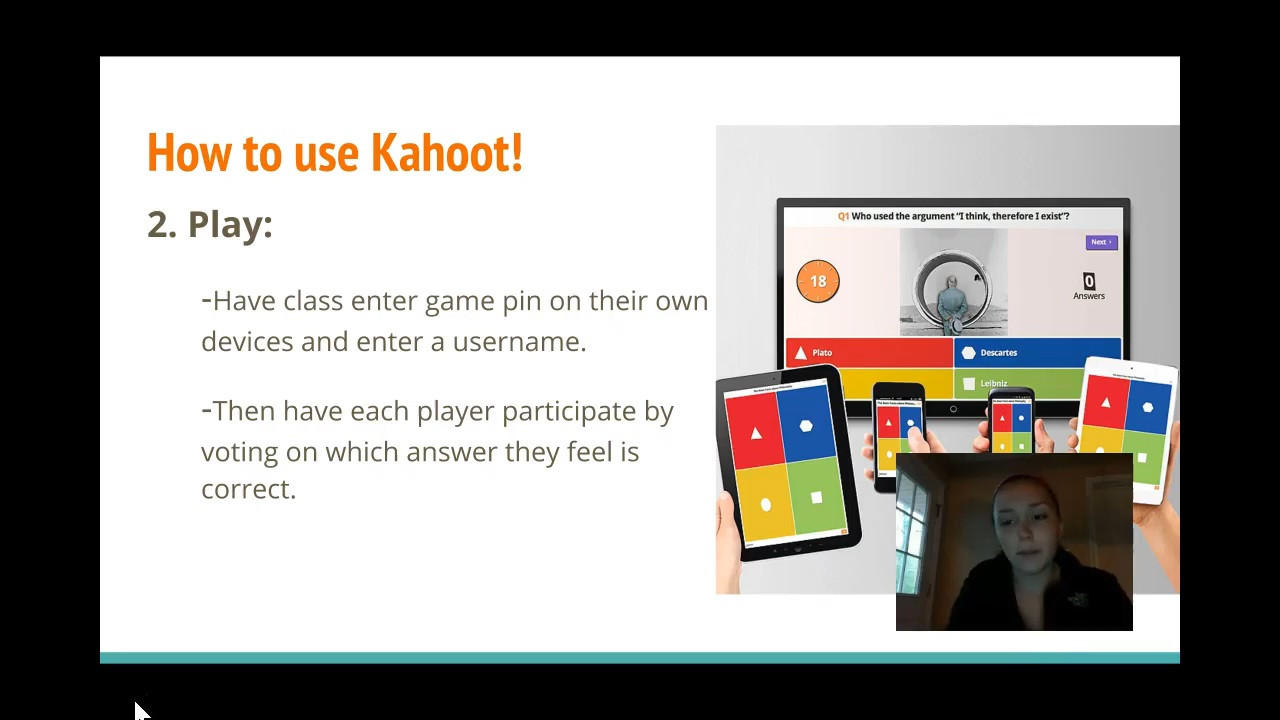 How to use Kahoot!
2. Play:
-Have class enter game pin on their own
devices and enter a username.
-Then have each player participate by
voting on which answer they feel is
correct.
Q1 Who used the argument “I think, therefore I exist”?
Next ›
18
0
Answers
Plato
Descartes
Leibniz